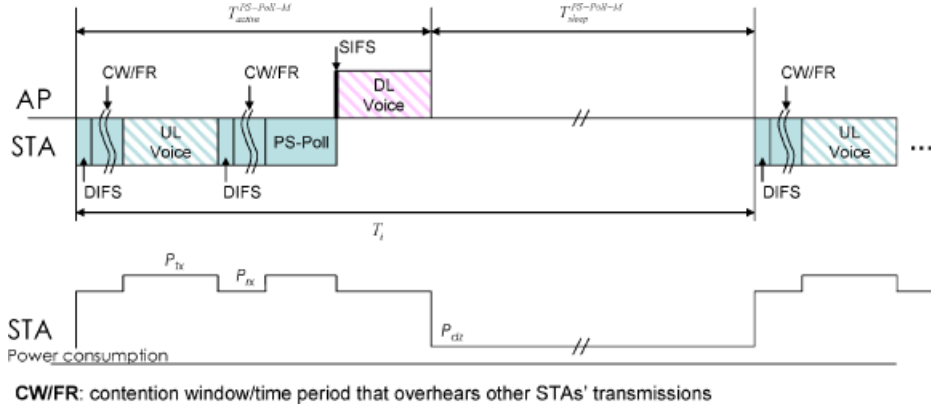 T_active^PS-Poll-M
T_sleep^PS-Poll-M
SIFS
CW/FR
CW/FR
CW/FR
AP
DL
Voice
STA
UL
Voice
PS-Poll
UL
Voice
...
DIFS
DIFS
DIFS
T_i
P_tx
P_rx
STA
P_dz
Power consumption
CW/FR: contention window/time period that overhears other STAs' transmissions